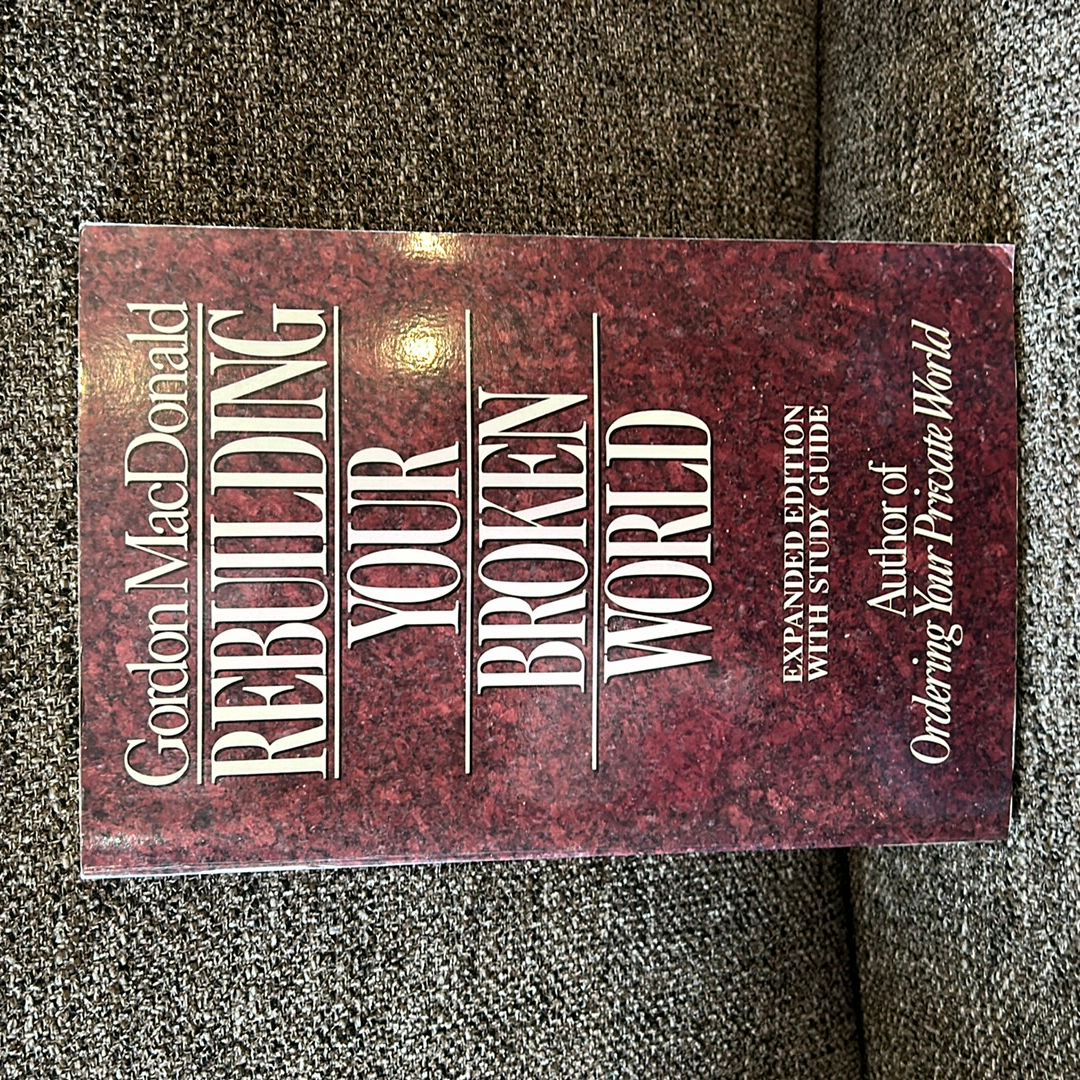 Gordon MacDonald
REBUILDING
YOUR
BROKEN
WORLD
EXPANDED EDITION
WITH STUDY GUIDE
Author of
Ordering Your Private World